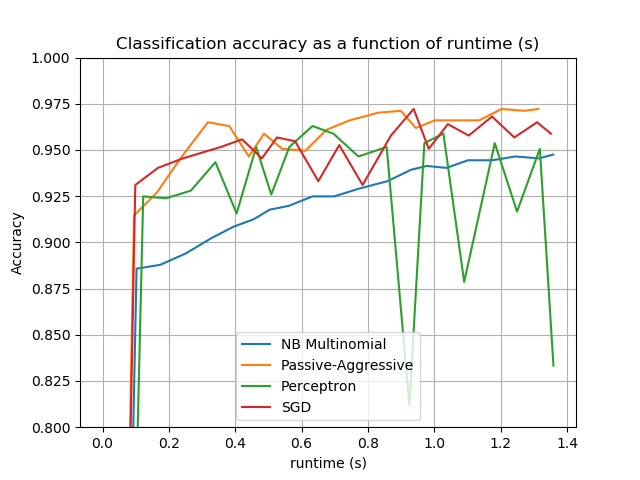 Classification accuracy as a function of runtime (s)
1.000
0.975
0.950
0.925
0.900
0.875
0.850
0.825
0.800
Accuracy
NB Multinomial
Passive-Aggressive
Perceptron
SGD
0.0 0.2 0.4 0.6 0.8 1.0 1.2 1.4
runtime (s)